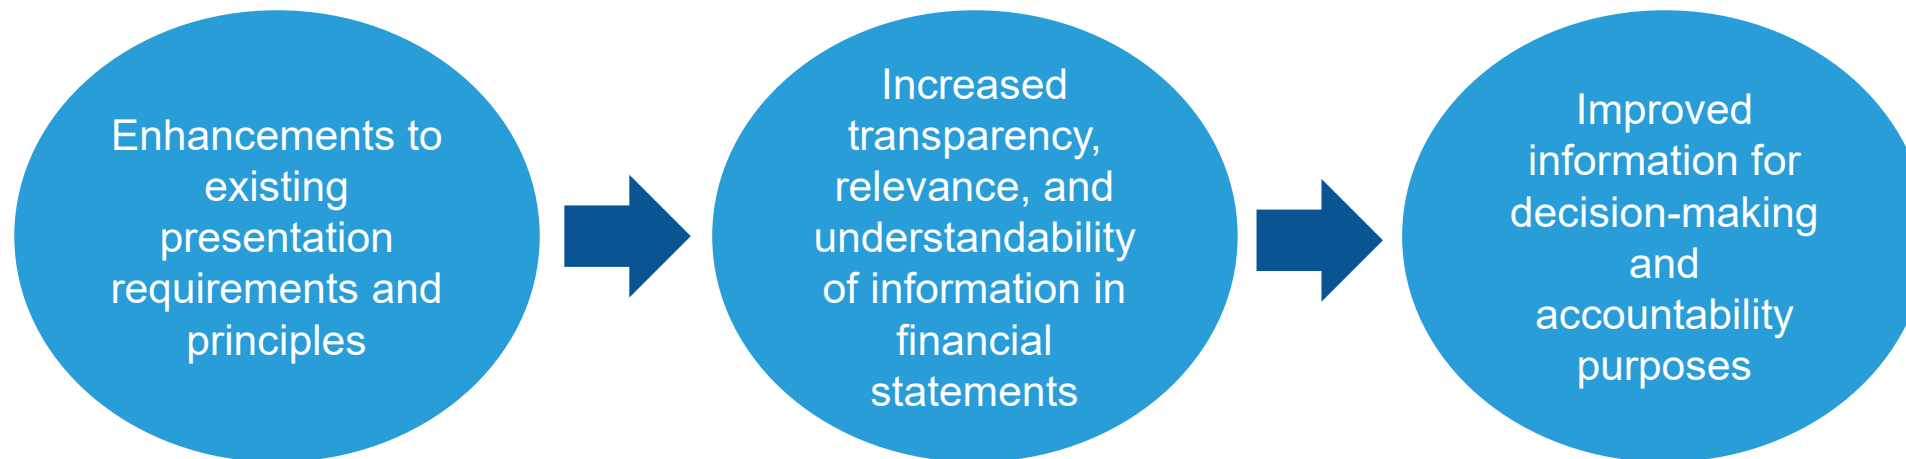 Enhancements to
existing
presentation
requirements and
principles
Increased
transparency,
relevance, and
understandability
of information in
financial
statements
Improved
information for
decision-making
and
accountability
purposes